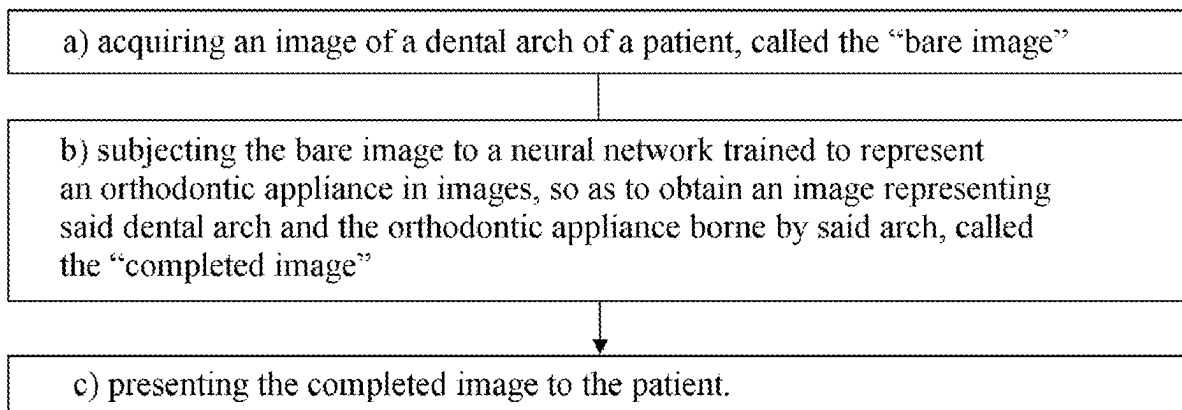 a) acquiring an image of a dental arch of a patient, called the “bare image”
b) subjecting the bare image to a neural network trained to represent
an orthodontic appliance in images, so as to obtain an image representing
said dental arch and the orthodontic appliance borne by said arch, called
the “completed image”
c) presenting the completed image to the patient.